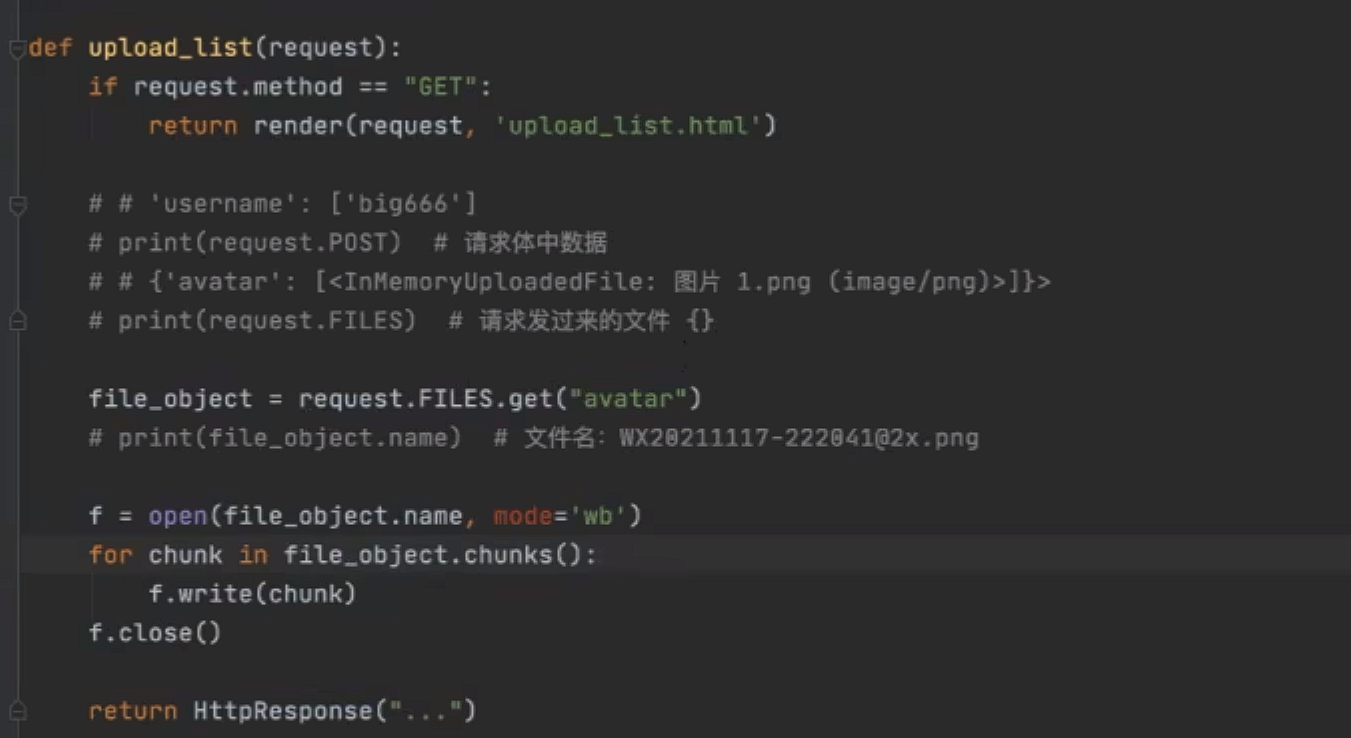 def upload_list(request):
    if request.method == "GET":
        return render(request, 'upload_list.html')
    # # 'username': ['big666']
    # print(request.POST)  # 请求体中数据
    # # {'avatar': [<InMemoryUploadedFile: 图片 1.png (image/png)>]}>
    # print(request.FILES)  # 请求发过来的文件 {}
    file_object = request.FILES.get("avatar")
    # print(file_object.name)  # 文件名：WX20211117-222041@2x.png
    f = open(file_object.name, mode='wb')
    for chunk in file_object.chunks():
        f.write(chunk)
    f.close()
    return HttpResponse("...")